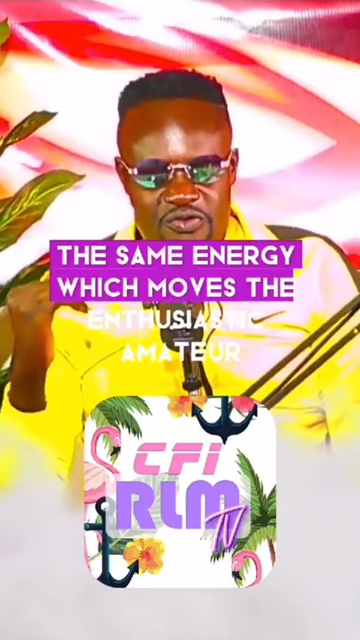 THE SAME ENERGY
WHICH MOVES THE
ENTHUSIASTIC
AMATEUR
CFi
RLM
TV